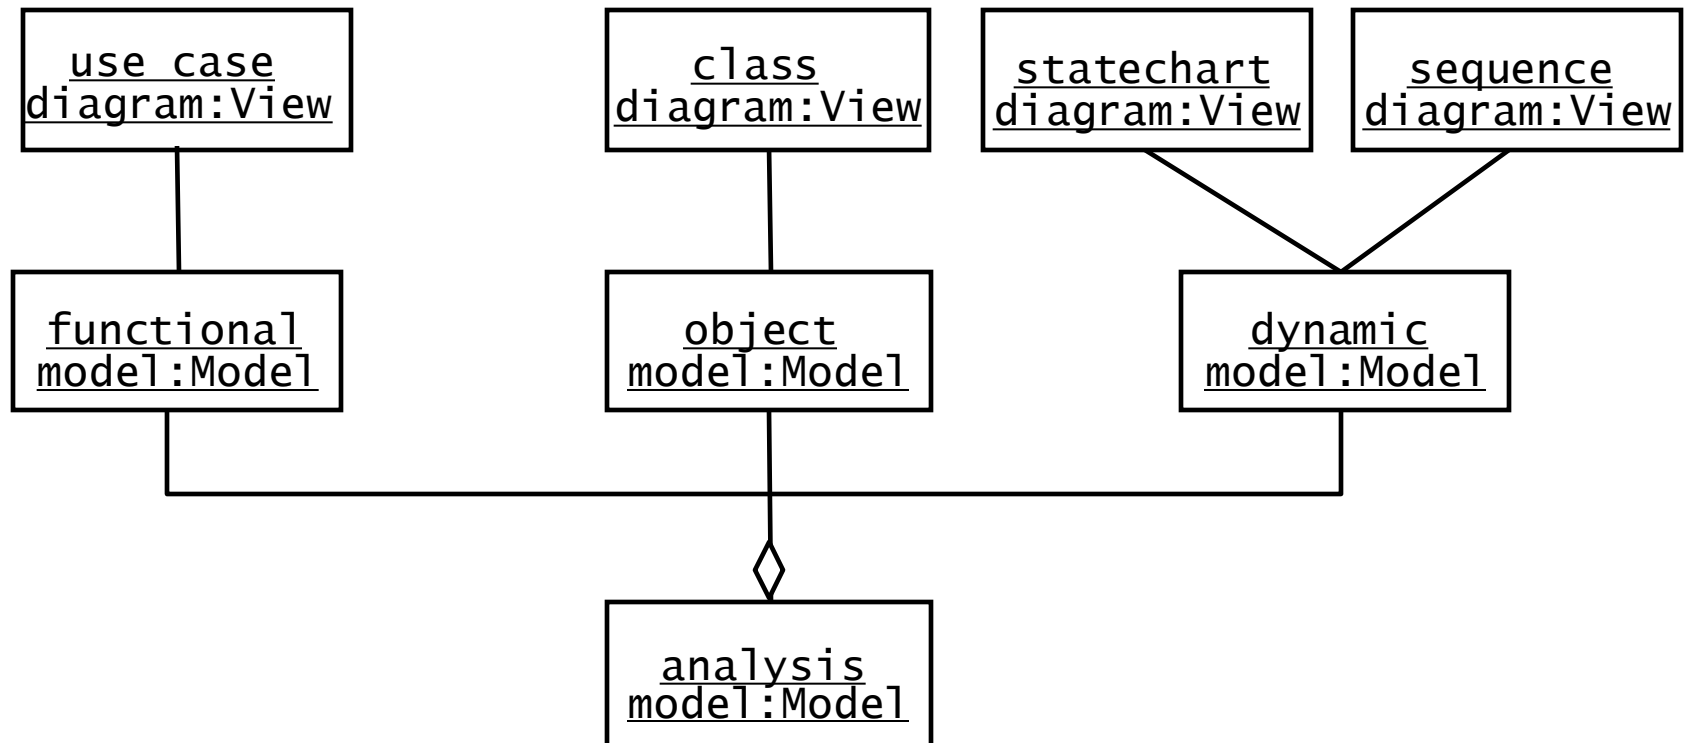 use case
diagram:View
class
diagram:View
statechart
diagram:View
sequence
diagram:View
functional
model:Model
object
model:Model
dynamic
model:Model
analysis
model:Model